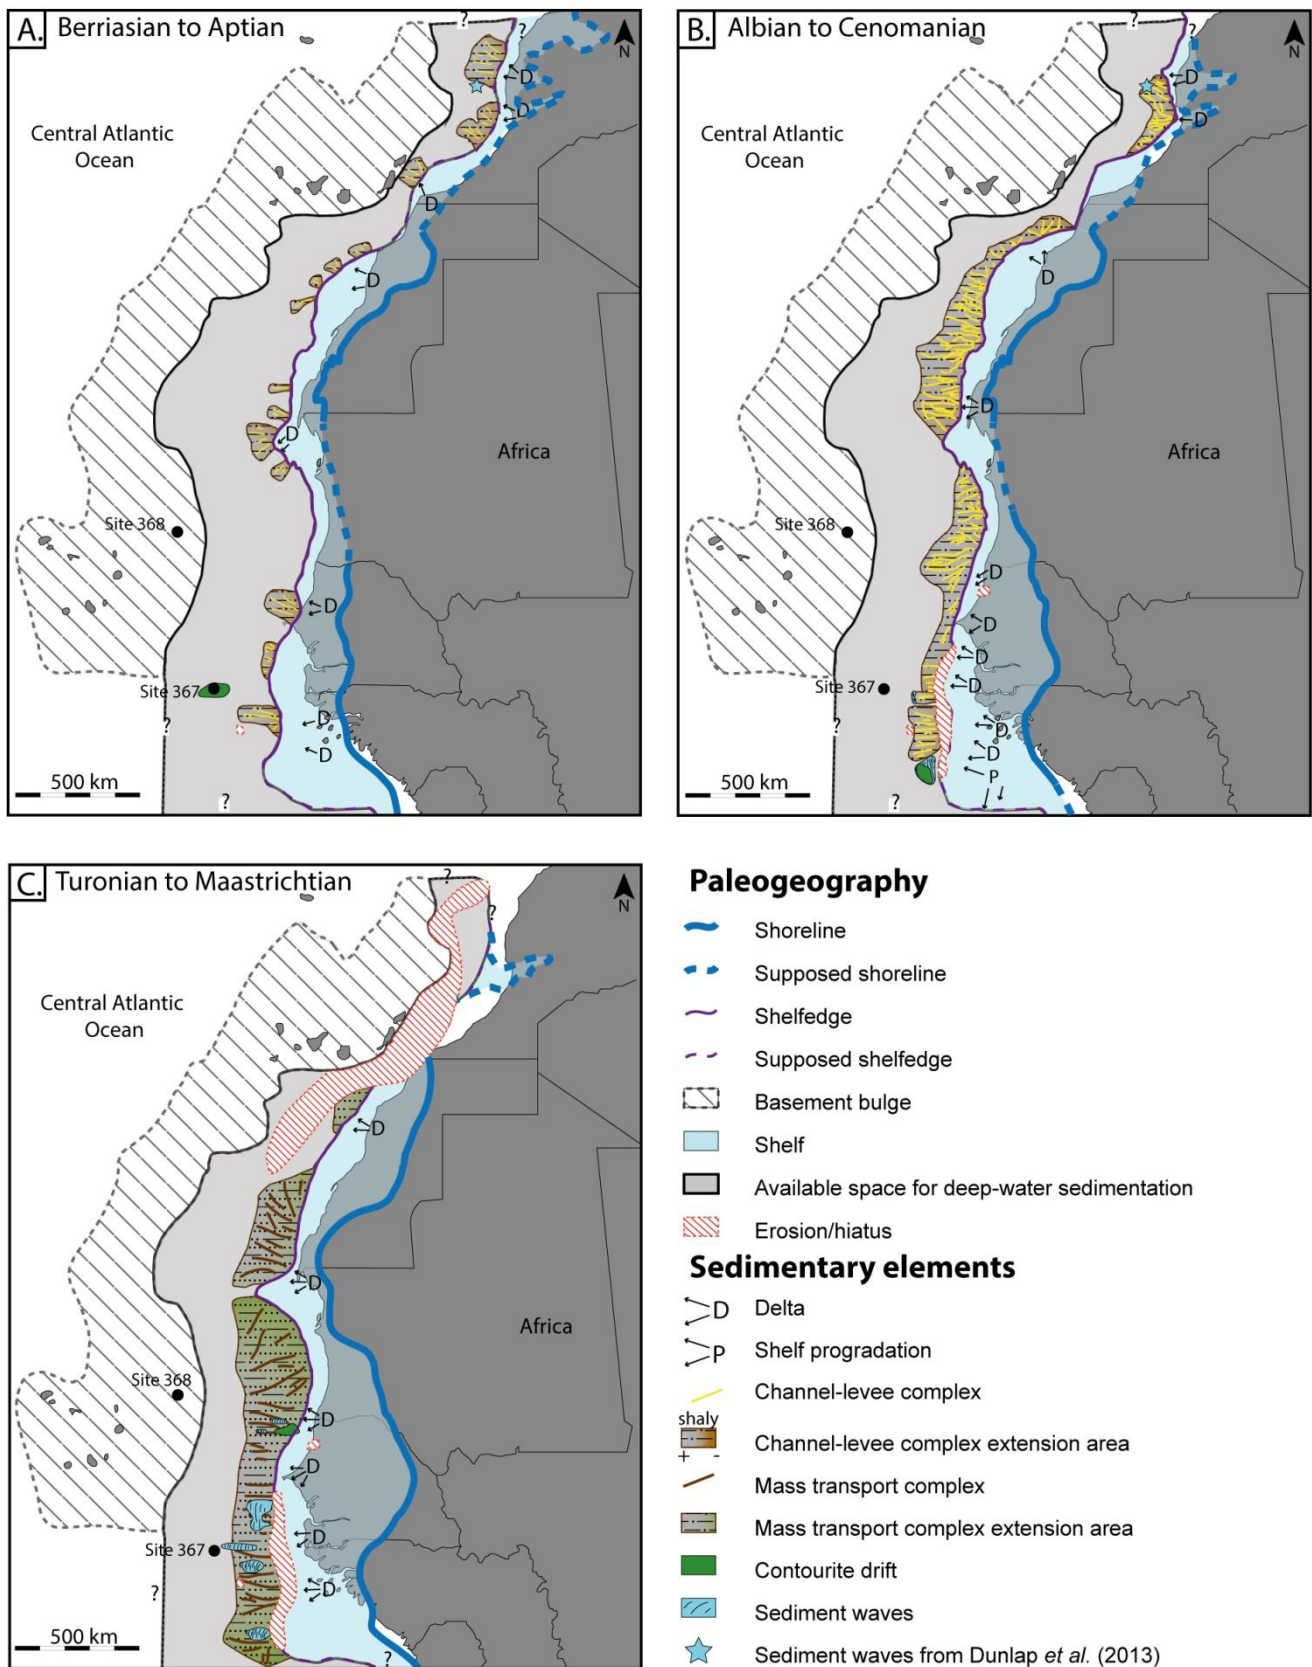 A. Berriasian to Aptian
?
?
N
D
D
Central Atlantic
Ocean
D
D
D
Africa
Site 368
D
Site 367
D
?
D
500 km
?
B. Albian to Cenomanian
?
?
N
D
Central Atlantic
Ocean
D
D
D
Africa
Site 368
D
D
D
Site 367
D
?
D
D
P
500 km
?
C. Turonian to Maastrichtian
?
N
?
Central Atlantic
Ocean
D
D
Africa
Site 368
D
D
D
Site 367
D
?
500 km
?
Paleogeography
Shoreline
Supposed shoreline
Shelfedge
Supposed shelfedge
Basement bulge
Shelf
Available space for deep-water sedimentation
Erosion/hiatus
Sedimentary elements
D Delta
P Shelf progradation
Channel-levee complex
shaly
Channel-levee complex extension area
+ -
Mass transport complex
Mass transport complex extension area
Contourite drift
Sediment waves
Sediment waves from Dunlap et al. (2013)